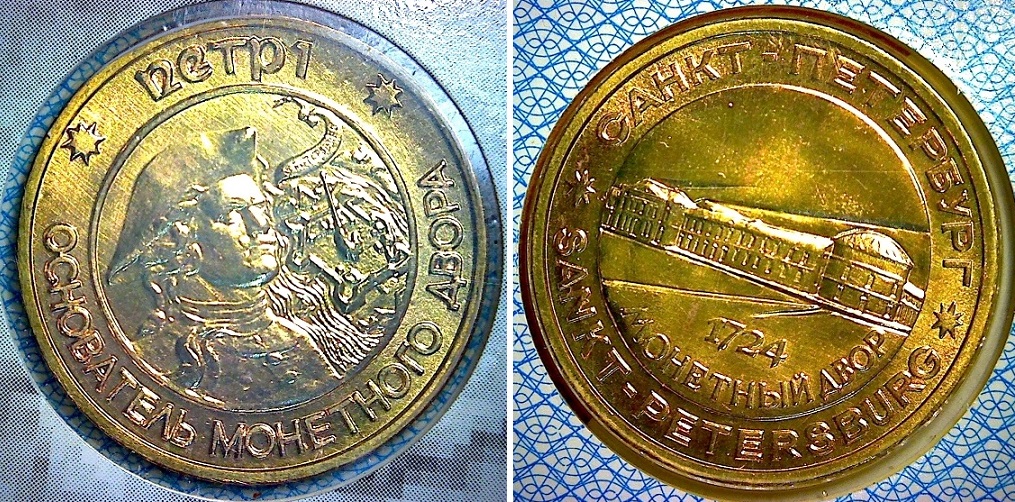 ПЕТР I
ОСНОВАТЕЛЬ МОНЕТНОГО ДВОРА
САНКТ-ПЕТЕРБУРГ
1724
МОНЕТНЫЙ ДВОР
SANKT-PETERSBURG